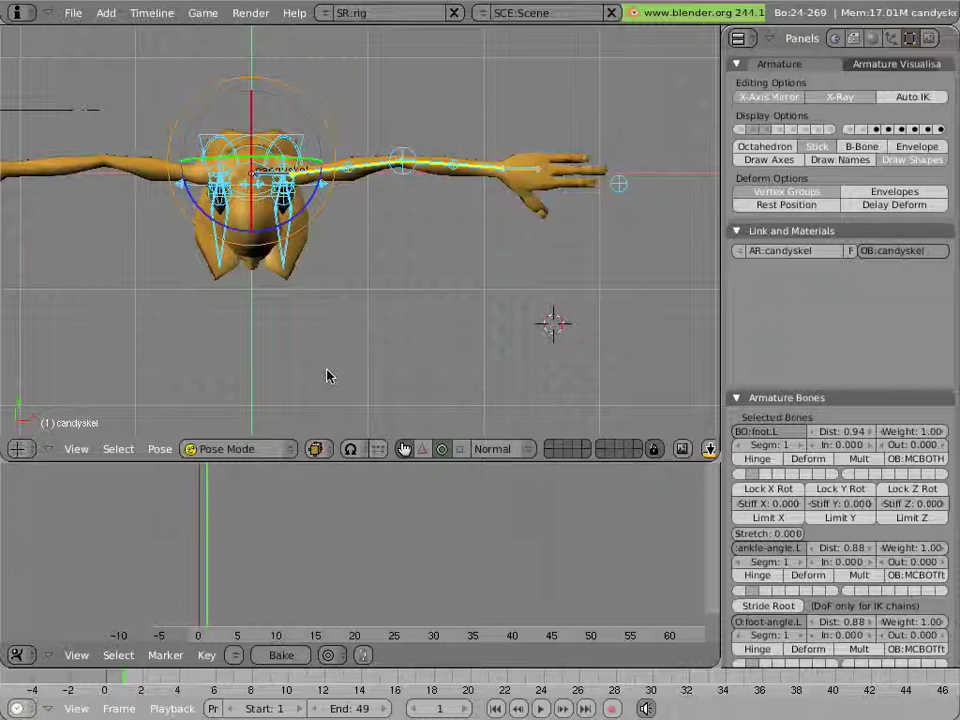 File Add Timeline Game Render Help SR:rig SCE:Scene www.blender.org 244.1 Bo:24-269 | Mem:17.01M candyske
Panels
Armature Armature Visualisa
Editing Options
X-Axis Mirror X-Ray Auto IK
Display Options
Octahedron Stick B-Bone Envelope
Draw Axes Draw Names Draw Shapes
Deform Options
Vertex Groups Envelopes
Rest Position Delay Deform
Link and Materials
AR:candyskel F OB:candyskel
(1) candyskel
View Select Pose Pose Mode Normal
Armature Bones
Selected Bones
BO:foot.L Dist: 0.94 Weight: 1.00
Segm: 1 In: 0.000 Out: 0.000
Hinge Deform Mult OB:MCBOTH
Lock X Rot Lock Y Rot Lock Z Rot
Stiff X: 0.000 Stiff Y: 0.000 Stiff Z: 0.000
Limit X Limit Y Limit Z
Stretch: 0.000
:ankle-angle.L Dist: 0.88 Weight: 1.00
Segm: 1 In: 0.000 Out: 0.000
Hinge Deform Mult OB:MCBOTft
Stride Root (DoF only for IK chains)
O:foot-angle.L Dist: 0.88 Weight: 1.00
Segm: 1 In: 0.000 Out: 0.000
Hinge Deform Mult OB:MCBOTft
-10 -5 0 5 10 15 20 25 30 35 40 45 50 55 60
View Select Marker Key Bake
-4 -2 0 2 4 6 8 10 12 14 16 18 20 22 24 26 28 30 32 34 36 38 40 42 44 46
View Frame Playback Pr Start: 1 End: 49 1